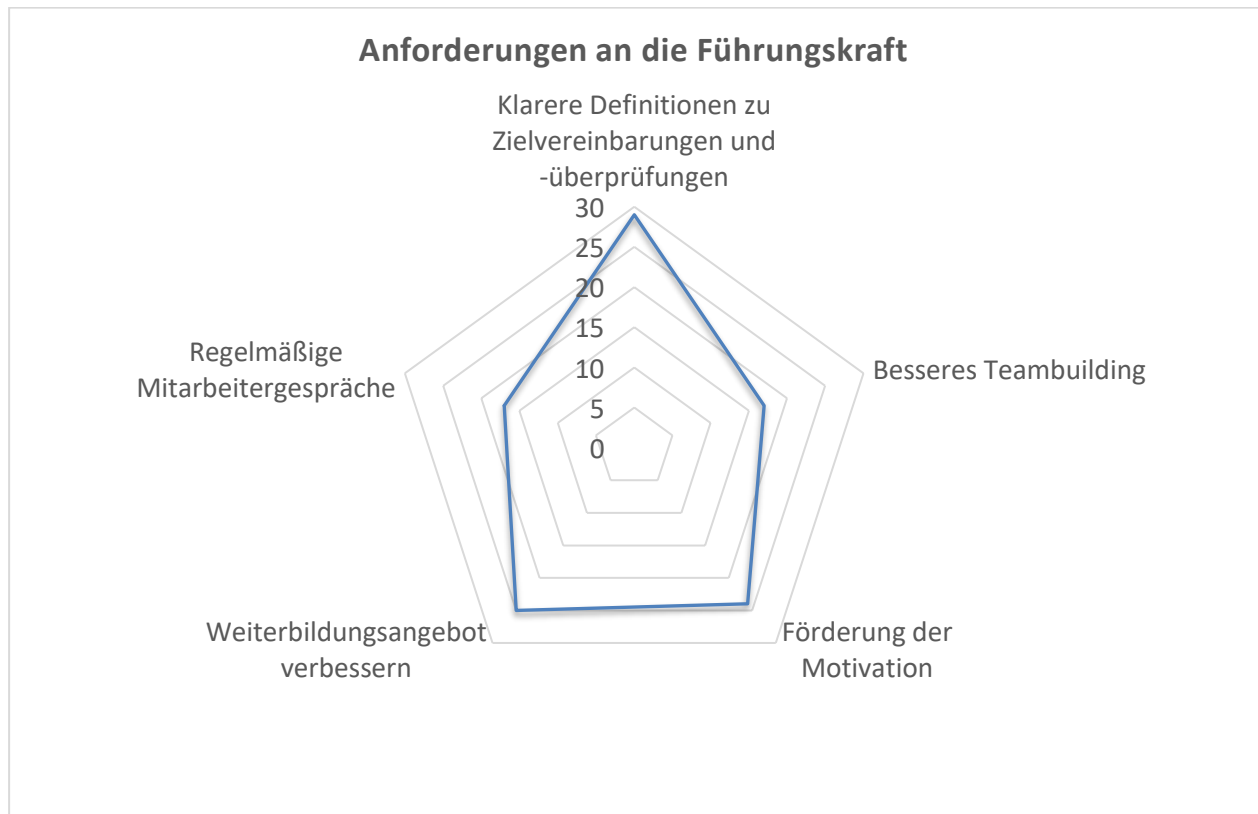 Anforderungen an die Führungskraft
Klarere Definitionen zu
Zielvereinbarungen und
-überprüfungen
30
25
20
15
10
5
0
Besseres Teambuilding
Förderung der
Motivation
Weiterbildungsangebot
verbessern
Regelmäßige
Mitarbeitergespräche